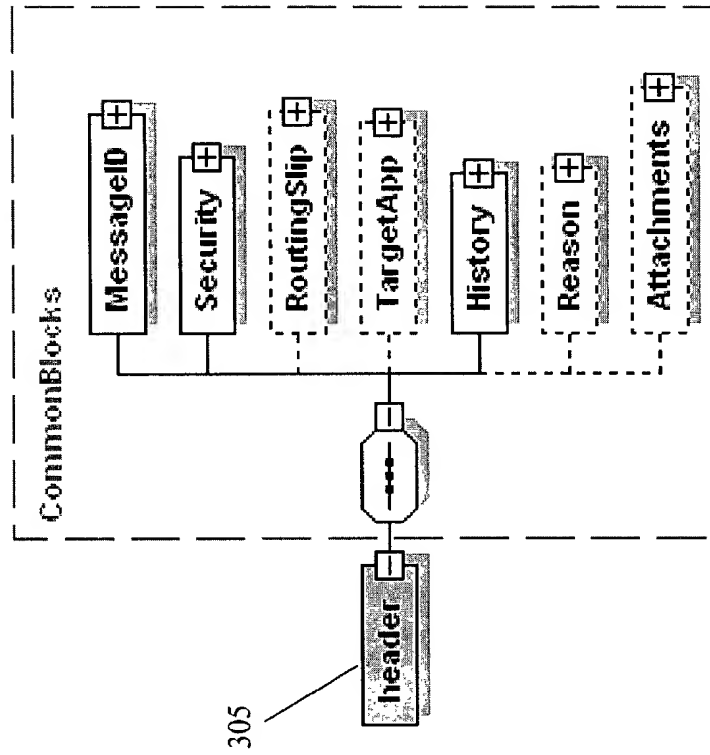 CommonBlocks
MessageID
Security
RoutingSlip
TargetApp
History
Reason
Attachments
header
305